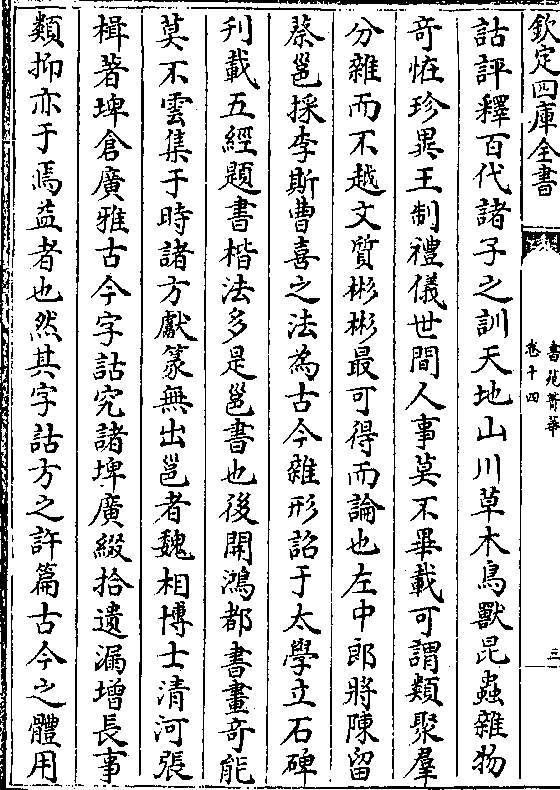 欽定四庫全書
書苑菁華
卷十四
三
詁評釋百代諸子之訓天地山川草木鳥獸昆蟲雜物
奇恠珍異王制禮儀世間人事莫不畢載可謂類聚羣
分雜而不越文質彬彬最可得而論也左中郎將陳留
蔡邕採李斯曹喜之法為古今雜形詔于太學立石碑
刋載五經題書楷法多是邕書也後開鴻都書畫奇能
莫不雲集于時諸方獻篆無出邕者魏相博士清河張
楫著埤倉廣雅古今字詁究諸埤廣綴拾遺漏增長事
類抑亦于焉益者也然其字詁方之許篇古今之體用